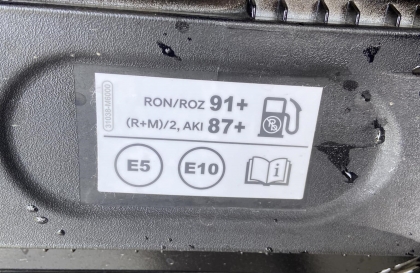 RON/ROZ 91+
(R+M)/2, AKI 87+
E5 E10